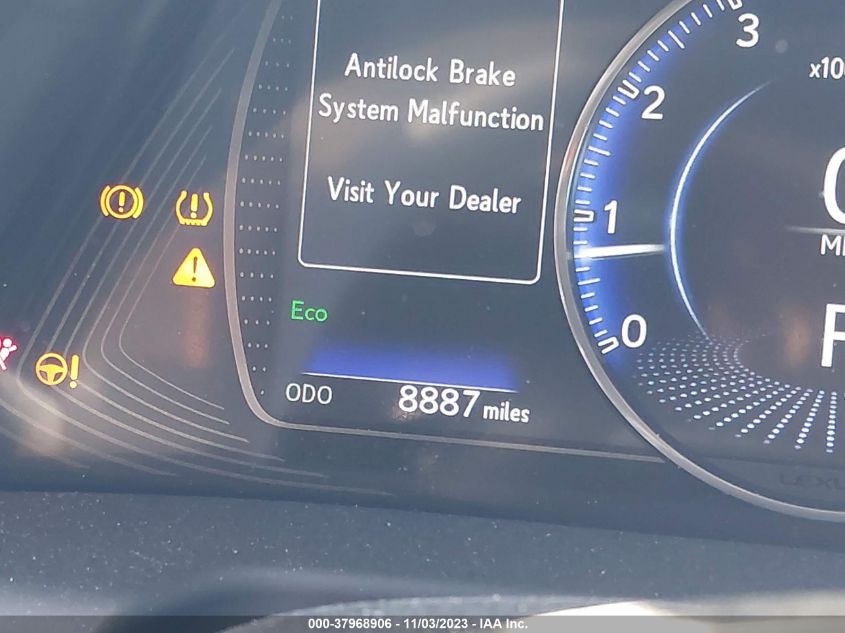 Antilock Brake
System Malfunction
Visit Your Dealer
3
2
1
0
Eco
ODO 8887 miles
000-37968906 - 11/03/2023 - IAA Inc.